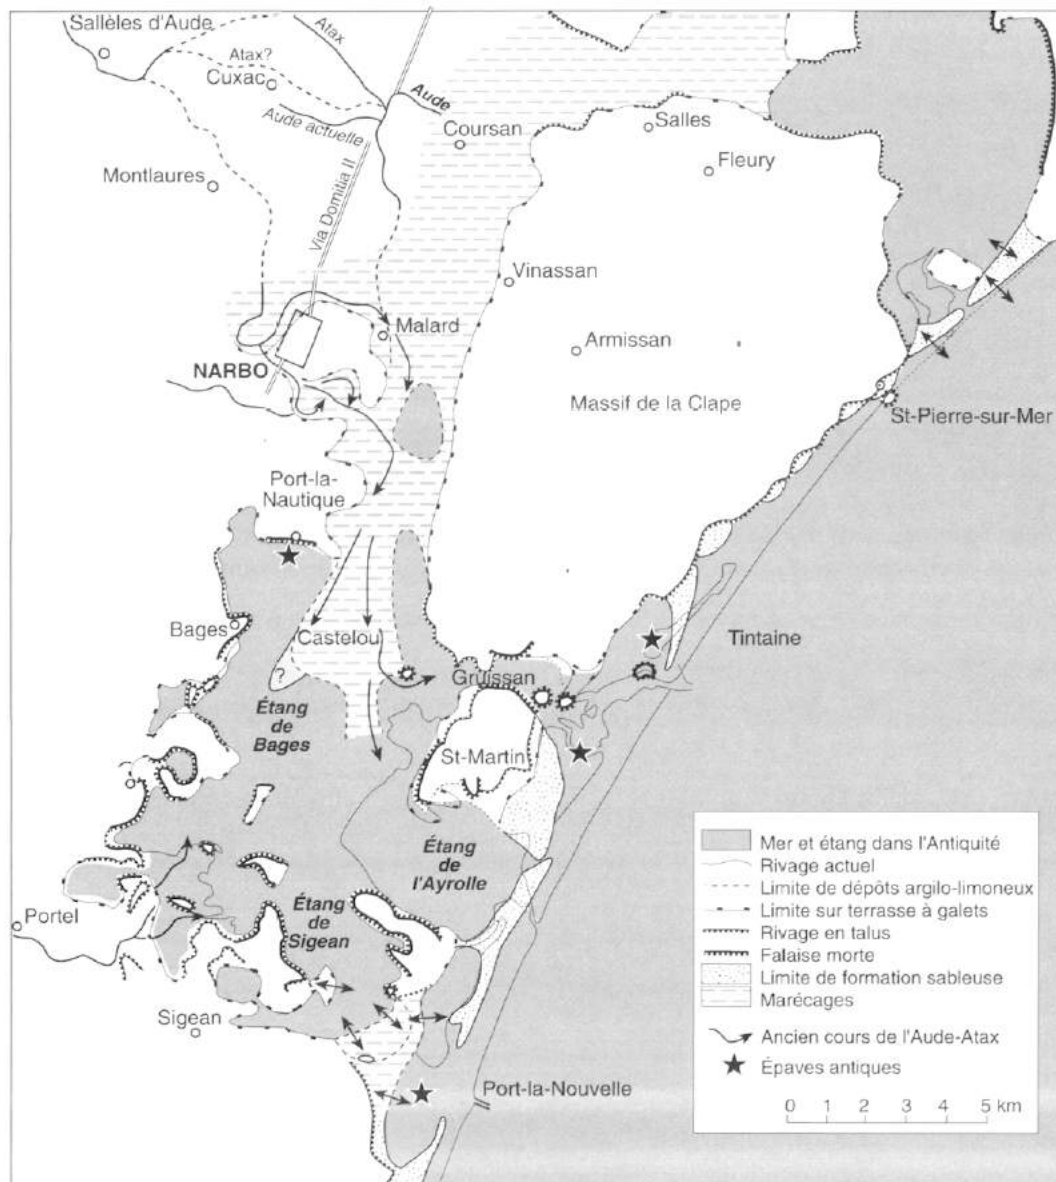 Sallèles d'Aude
Atax
Atax?
Cuxac
Aude
Aude actuelle
Coursan
Salles
Fleury
Montlaures
Via Domitia II
Vinassan
Malard
Armissan
NARBO
Massif de la Clape
St-Pierre-sur-Mer
Port-la-
Nautique
Bages
Castelou
Tintaine
?
Gruissan
Étang
de
Bages
St-Martin
Étang
de
l'Ayrolle
Étang
de
Sigean
Portel
Sigean
Port-la-Nouvelle
Mer et étang dans l'Antiquité
Rivage actuel
Limite de dépôts argilo-limoneux
Limite sur terrasse à galets
Rivage en talus
Falaise morte
Limite de formation sableuse
Marécages
Ancien cours de l'Aude-Atax
Épaves antiques
0 1 2 3 4 5 km